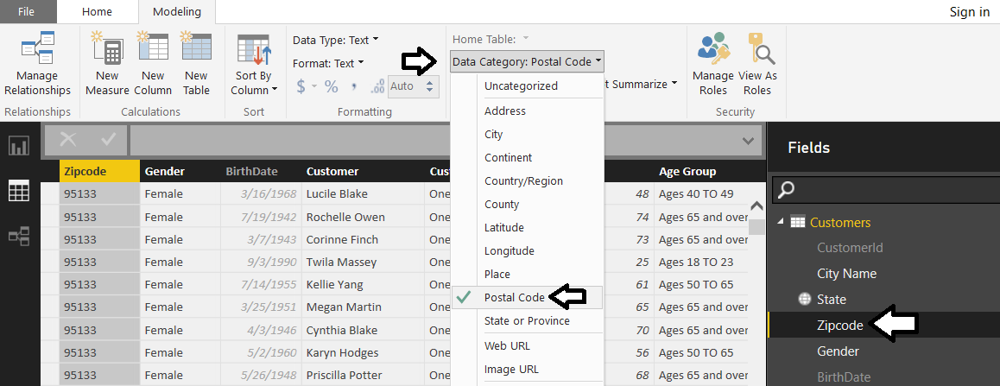 File Home Modeling Sign in
Manage Relationships
New Measure
New Column
New Table
Sort By Column
Data Type: Text
Format: Text
$ % , .00 Auto
Home Table:
Data Category: Postal Code
t Summarize
Manage Roles
View As Roles
Relationships Calculations Sort Formatting Security
Uncategorized
Address
City
Continent
Country/Region
County
Latitude
Longitude
Place
Postal Code
State or Province
Web URL
Image URL
Zipcode Gender BirthDate Customer Cust Age Group
95133 Female 3/16/1968 Lucile Blake One 48 Ages 40 TO 49
95133 Female 7/19/1942 Rochelle Owen One 74 Ages 65 and over
95133 Female 3/7/1943 Corinne Finch One 73 Ages 65 and over
95133 Female 9/3/1990 Twila Massey One 25 Ages 18 TO 23
95133 Female 7/14/1955 Kellie Yang One 61 Ages 50 TO 65
95133 Female 3/25/1951 Megan Martin One 65 Ages 65 and over
95133 Female 4/3/1946 Cynthia Blake One 70 Ages 65 and over
95133 Female 5/2/1960 Karyn Hodges One 56 Ages 50 TO 65
95133 Female 5/26/1948 Priscilla Potter One 68 Ages 65 and over
Fields
Customers
CustomerId
City Name
State
Zipcode
Gender
BirthDate